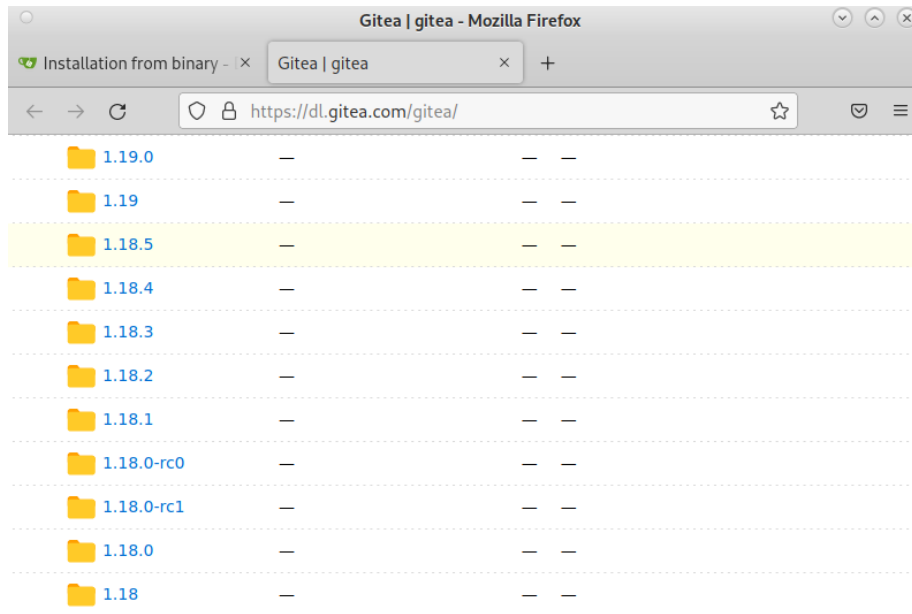 Gitea | gitea - Mozilla Firefox
Installation from binary - Gitea | gitea
https://dl.gitea.com/gitea/
1.19.0 — — —
1.19 — — —
1.18.5 — — —
1.18.4 — — —
1.18.3 — — —
1.18.2 — — —
1.18.1 — — —
1.18.0-rc0 — — —
1.18.0-rc1 — — —
1.18.0 — — —
1.18 — — —